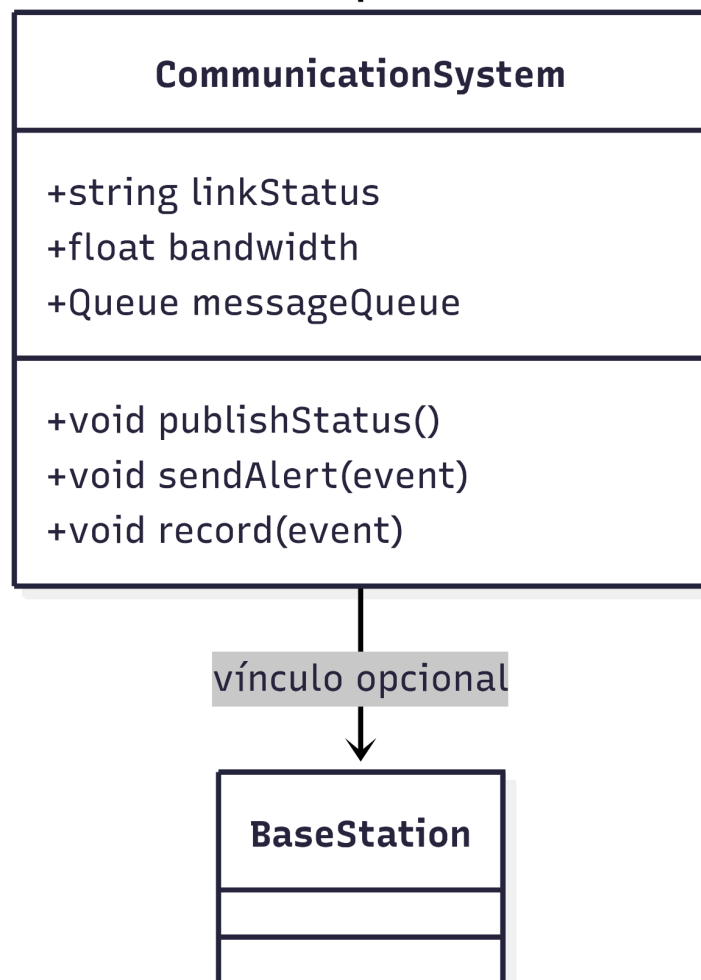 CommunicationSystem
+string linkStatus
+float bandwidth
+Queue messageQueue
+void publishStatus()
+void sendAlert(event)
+void record(event)
vínculo opcional
BaseStation